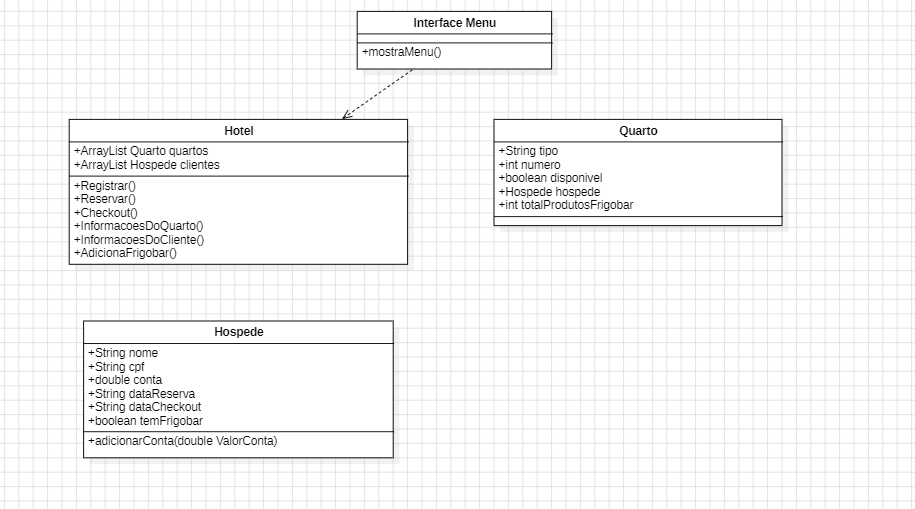 Interface Menu
+mostraMenu()
Hotel
+ArrayList Quarto quartos
+ArrayList Hospede clientes
+Registrar()
+Reservar()
+Checkout()
+InformacoesDoQuarto()
+InformacoesDoCliente()
+AdicionaFrigobar()
Quarto
+String tipo
+int numero
+boolean disponivel
+Hospede hospede
+int totalProdutosFrigobar
Hospede
+String nome
+String cpf
+double conta
+String dataReserva
+String dataCheckout
+boolean temFrigobar
+adicionarConta(double ValorConta)